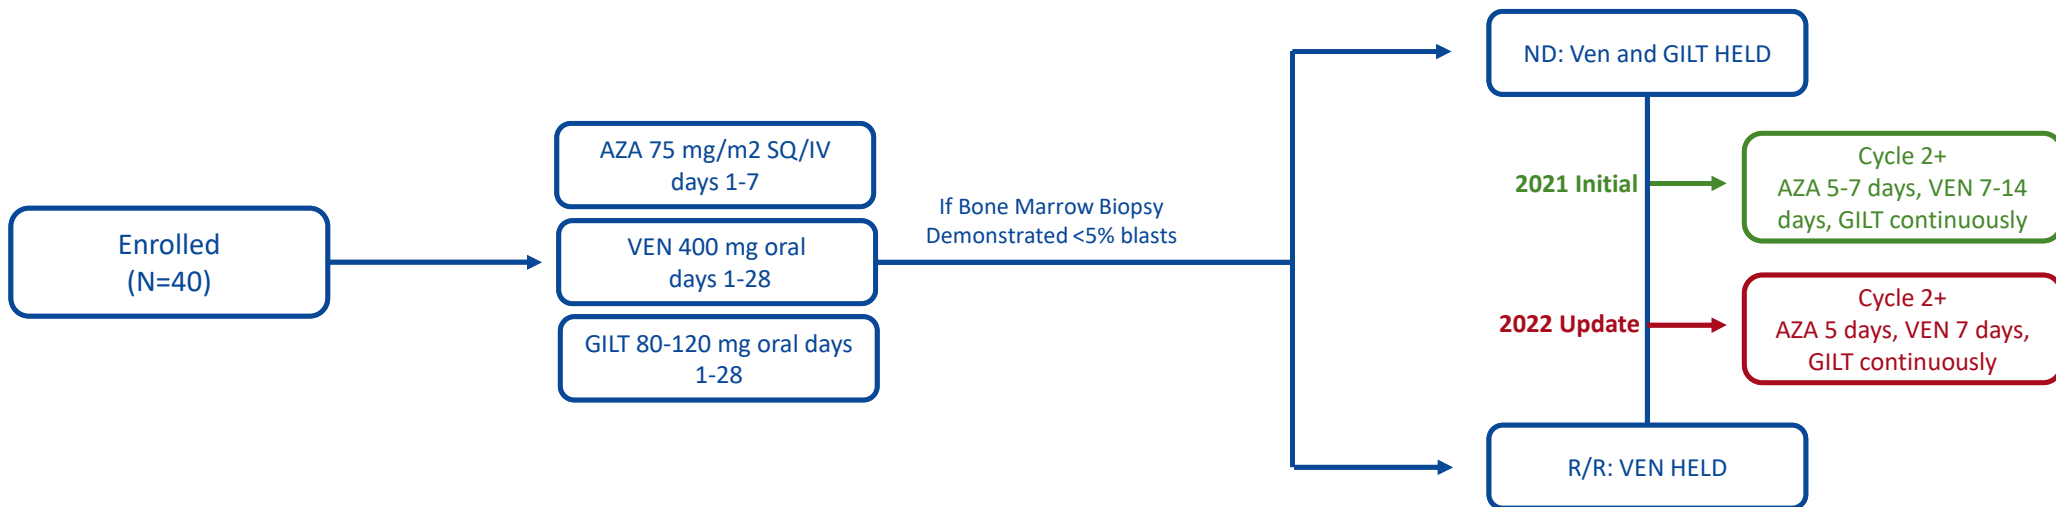 Enrolled
(N=40)
AZA 75 mg/m2 SQ/IV
days 1-7
VEN 400 mg oral
days 1-28
GILT 80-120 mg oral days
1-28
If Bone Marrow Biopsy
Demonstrated <5% blasts
ND: Ven and GILT HELD
2021 Initial
Cycle 2+
AZA 5-7 days, VEN 7-14
days, GILT continuously
2022 Update
Cycle 2+
AZA 5 days, VEN 7 days,
GILT continuously
R/R: VEN HELD